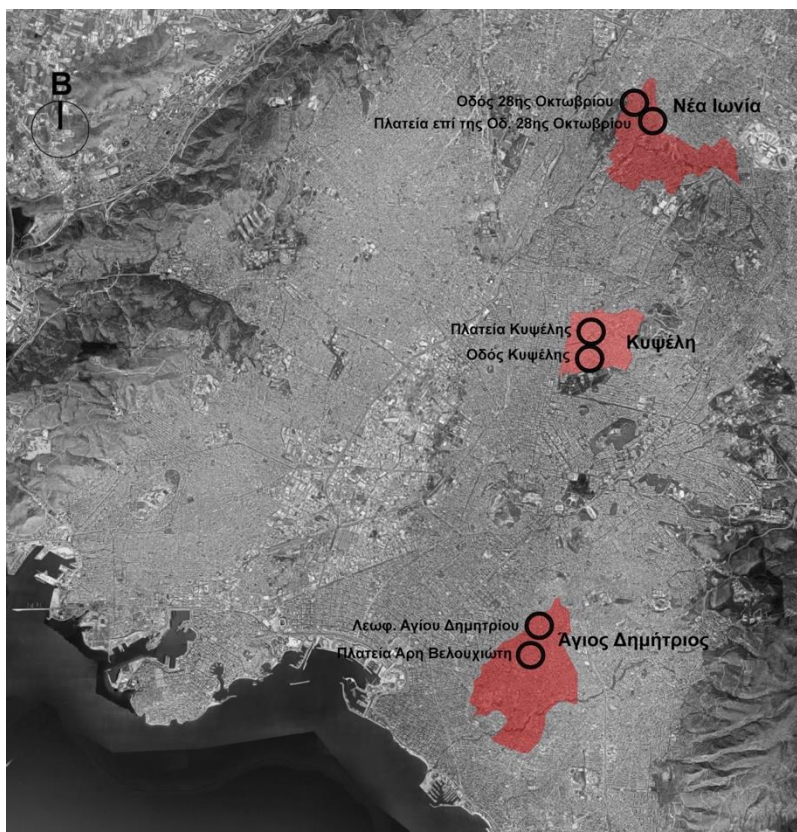 Β
Οδός 28ης Οκτωβρίου
Νέα Ιωνία
Πλατεία επί της Οδ. 28ης Οκτωβρίου
Πλατεία Κυψέλης
Κυψέλη
Οδός Κυψέλης
Λεωφ. Αγίου Δημητρίου
Άγιος Δημήτριος
Πλατεία Άρη Βελουχιώτη